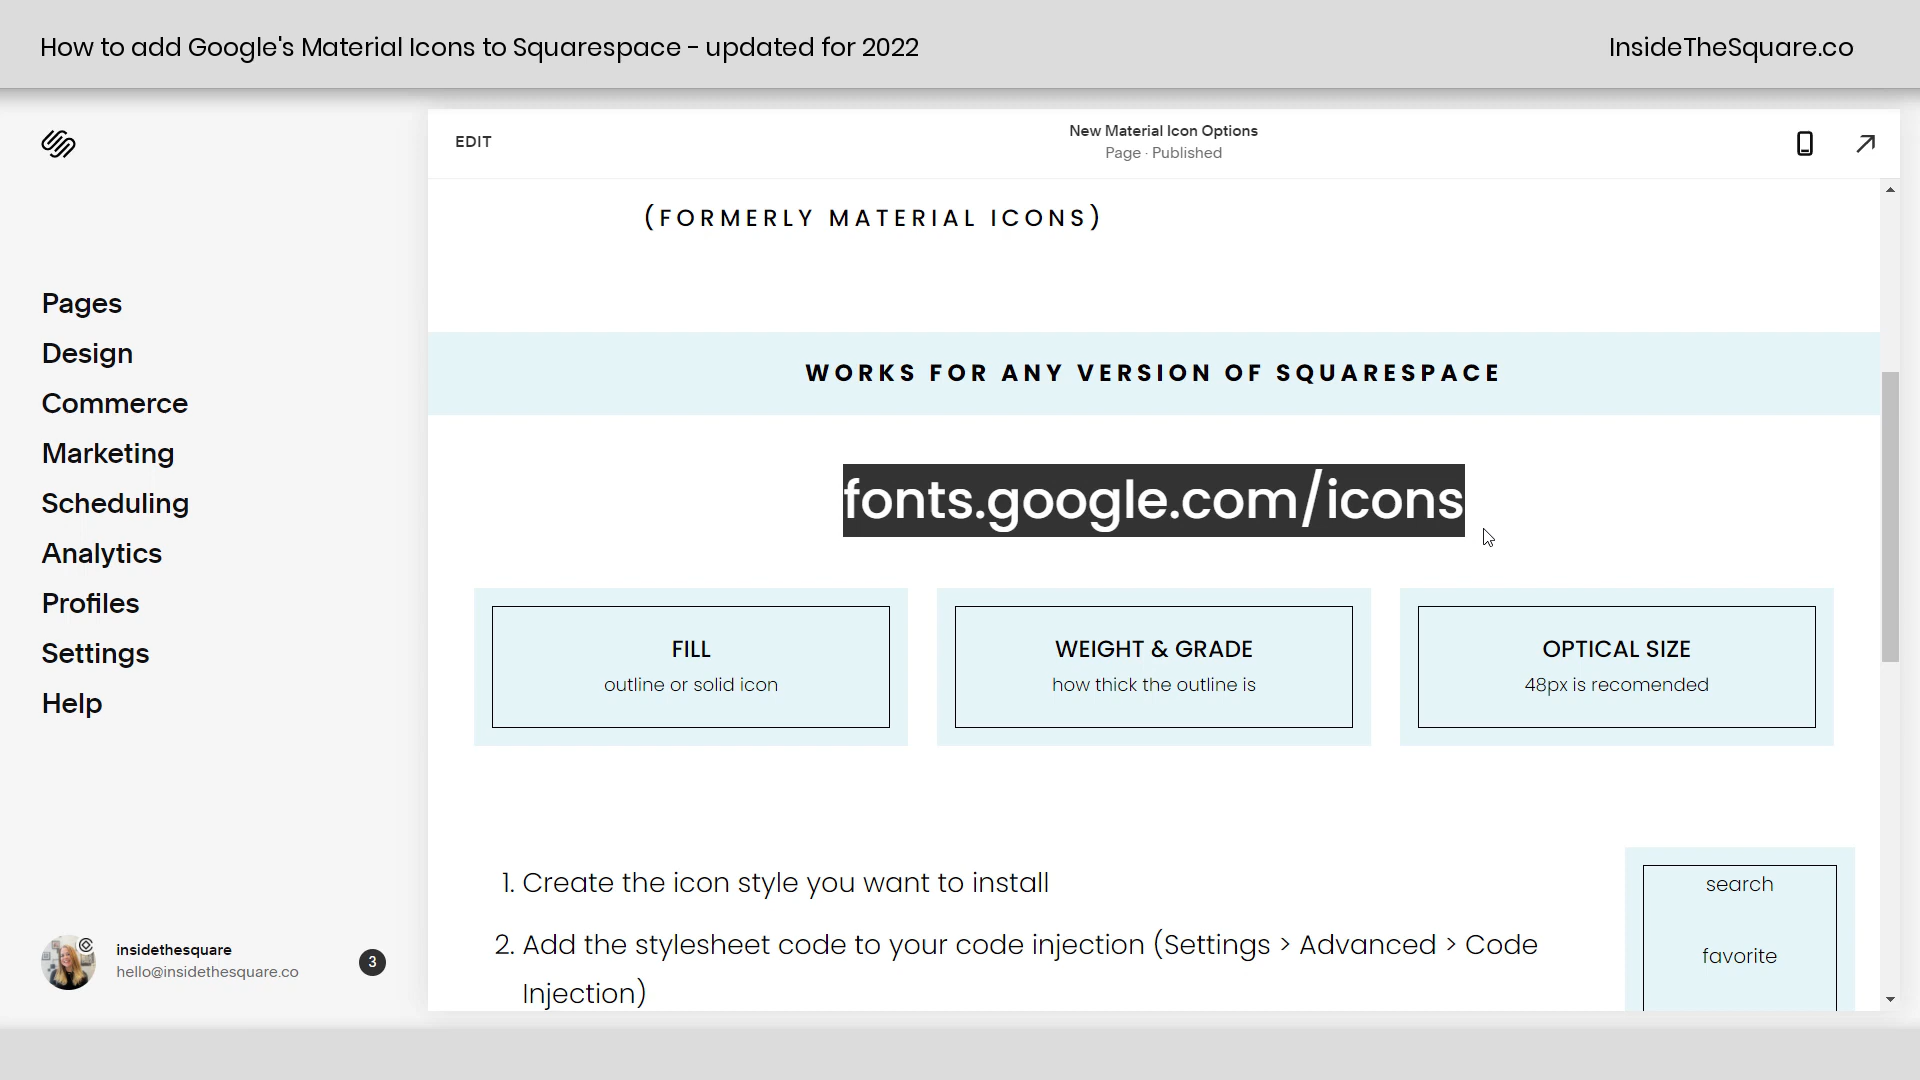 How to add Google's Material Icons to Squarespace - updated for 2022
InsideTheSquare.co
EDIT
New Material Icon Options
Page · Published
(FORMERLY MATERIAL ICONS)
Pages
Design
Commerce
Marketing
Scheduling
Analytics
Profiles
Settings
Help
WORKS FOR ANY VERSION OF SQUARESPACE
fonts.google.com/icons
FILL
outline or solid icon
WEIGHT & GRADE
how thick the outline is
OPTICAL SIZE
48px is recomended
1. Create the icon style you want to install
2. Add the stylesheet code to your code injection (Settings > Advanced > Code
Injection)
search
favorite
insidethesquare
hello@insidethesquare.co
3